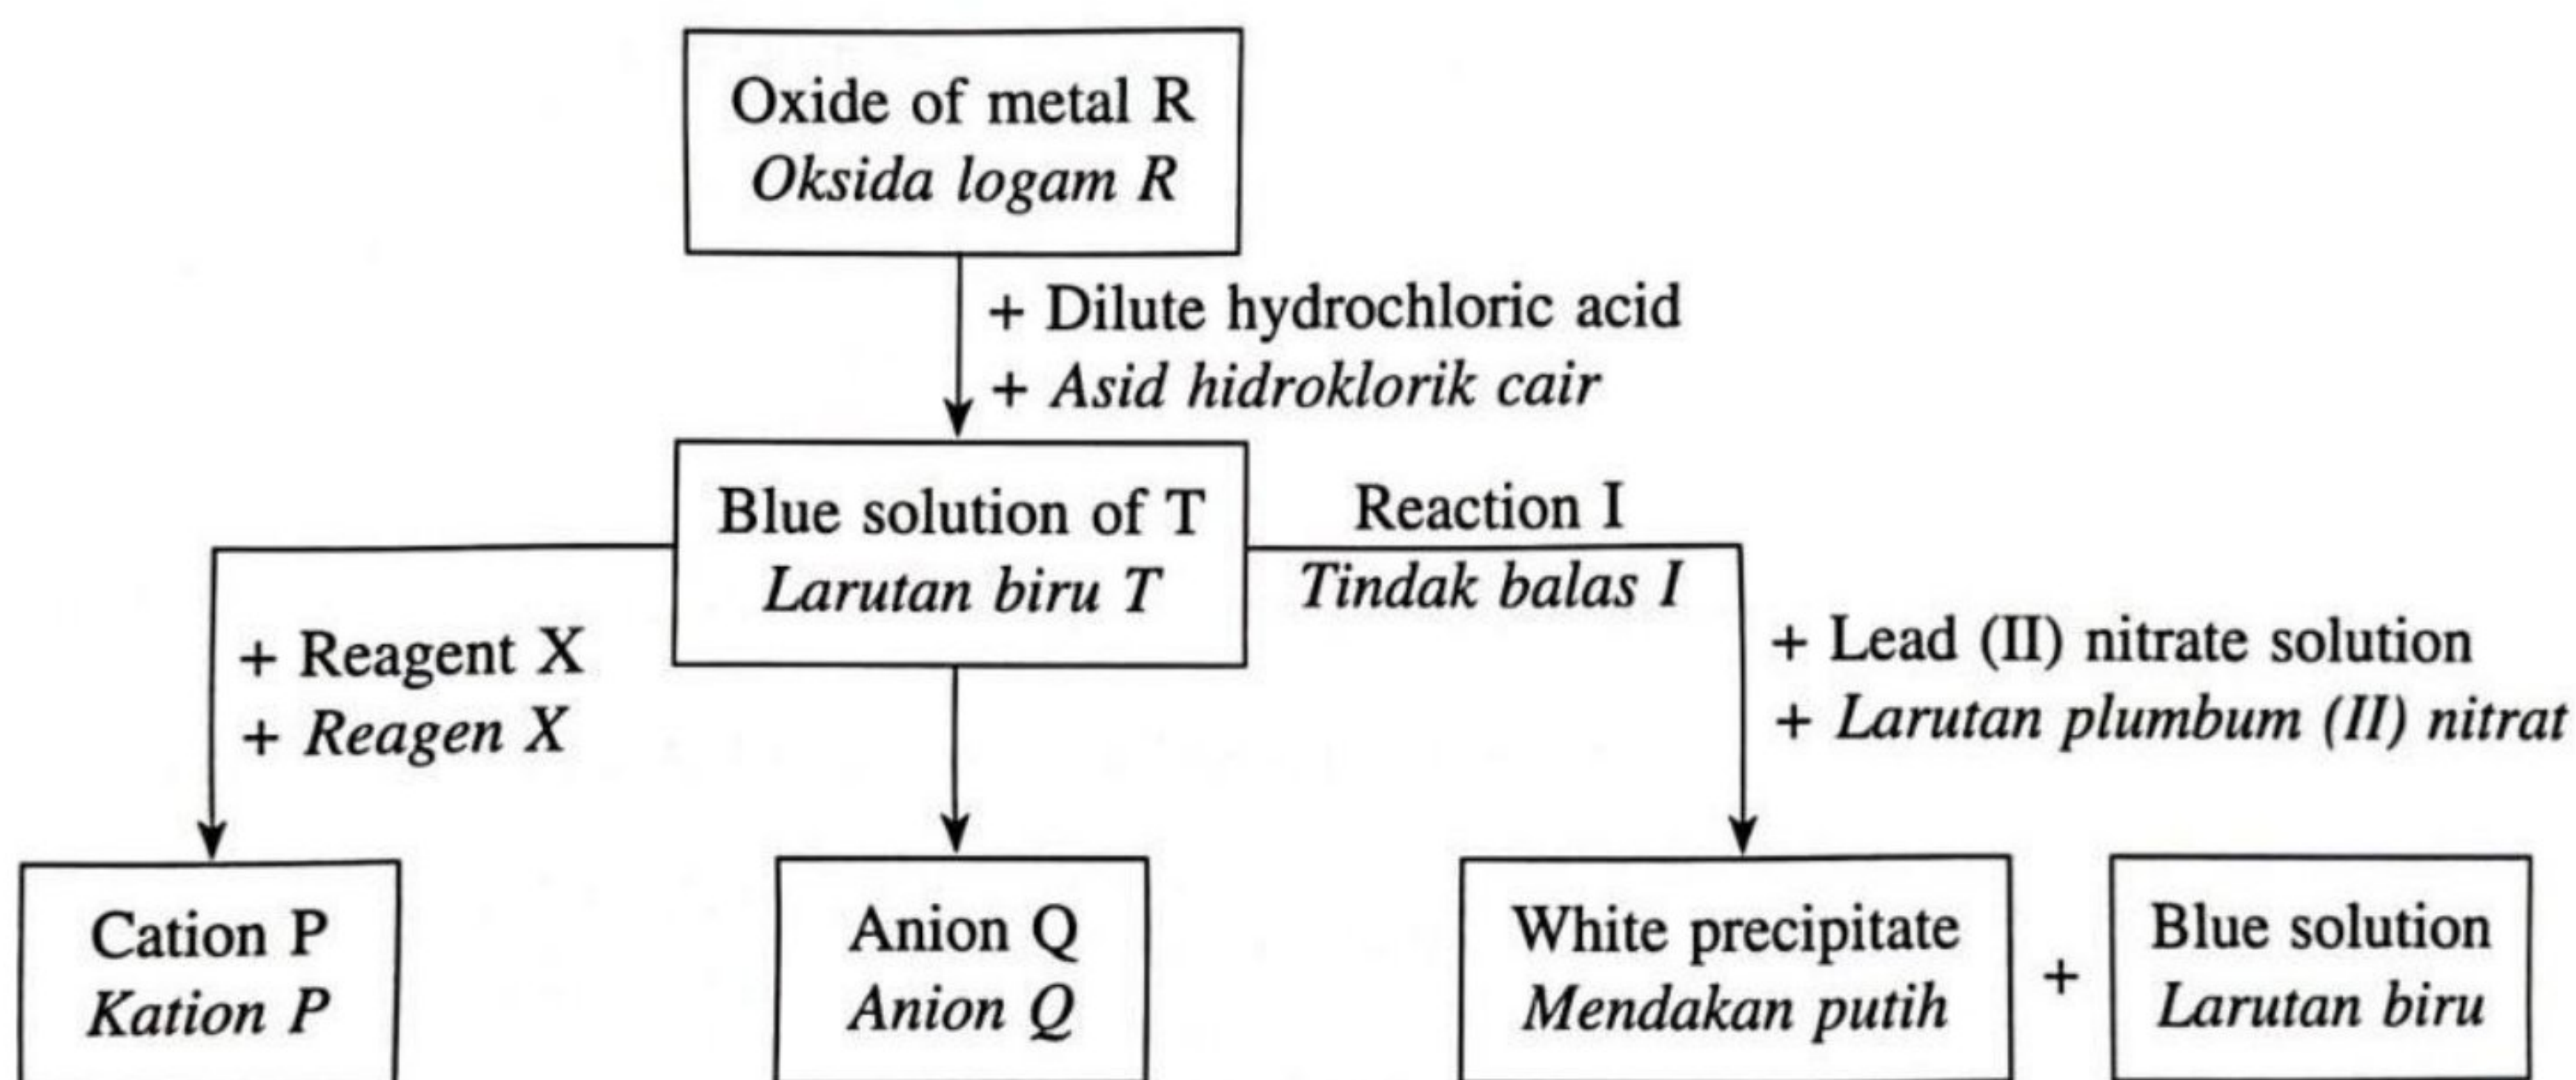 Oxide of metal R
Oksida logam R
+ Dilute hydrochloric acid
+ Asid hidroklorik cair
Blue solution of T
Larutan biru T
Reaction I
Tindak balas I
+ Reagent X
+ Reagen X
+ Lead (II) nitrate solution
+ Larutan plumbum (II) nitrat
Cation P
Kation P
Anion Q
Anion Q
White precipitate
Mendakan putih
+
Blue solution
Larutan biru